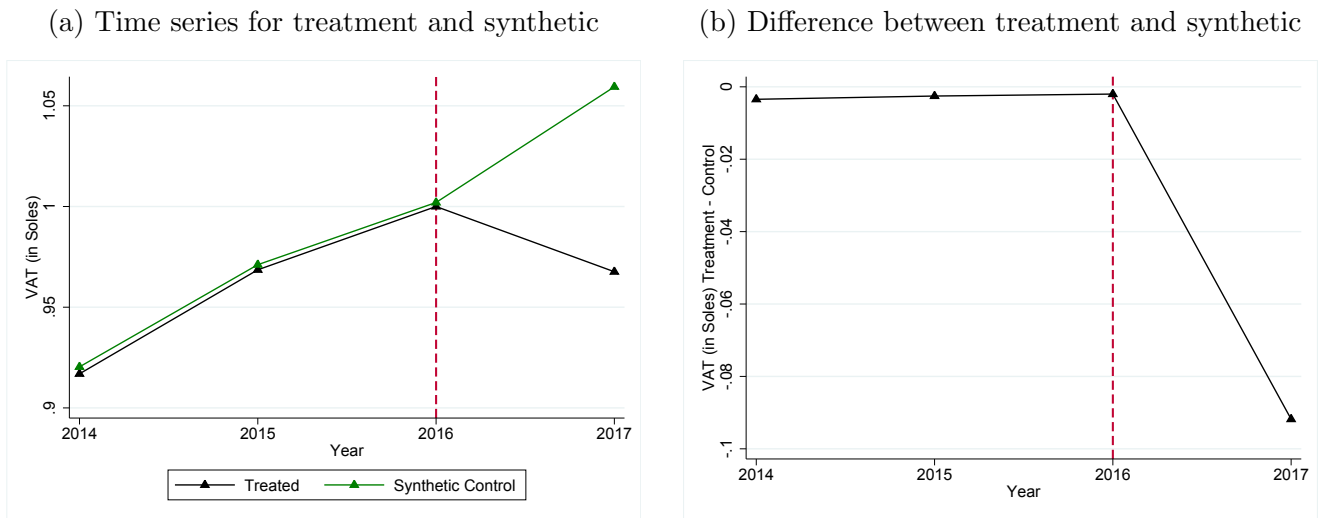 (a) Time series for treatment and synthetic
VAT (in Soles)
1.05
1
.95
.9
2014 2015 2016 2017
Year
Treated Synthetic Control
(b) Difference between treatment and synthetic
VAT (in Soles) Treatment - Control
0
-.02
-.04
-.06
-.08
-.1
2014 2015 2016 2017
Year